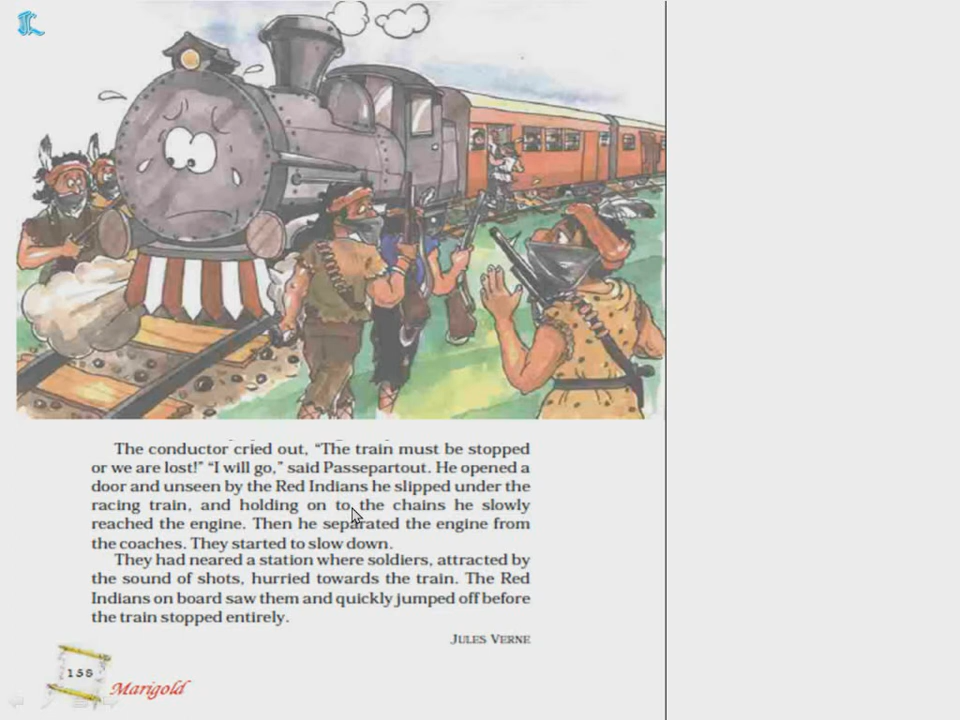 The conductor cried out, “The train must be stopped
or we are lost!” “I will go,” said Passepartout. He opened a
door and unseen by the Red Indians he slipped under the
racing train, and holding on to the chains he slowly
reached the engine. Then he separated the engine from
the coaches. They started to slow down.
They had neared a station where soldiers, attracted by
the sound of shots, hurried towards the train. The Red
Indians on board saw them and quickly jumped off before
the train stopped entirely.
JULES VERNE
158
Marigold